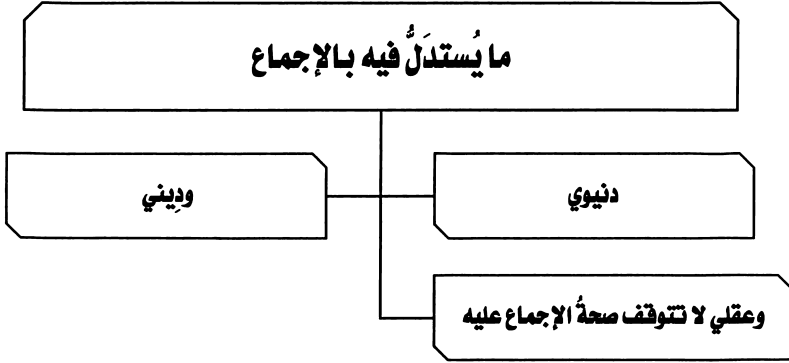 ما يُستدَلُّ فيه بالإجماع
دنيوي
ودِيني
وعقلي لا تتوقف صحةُ الإجماع عليه